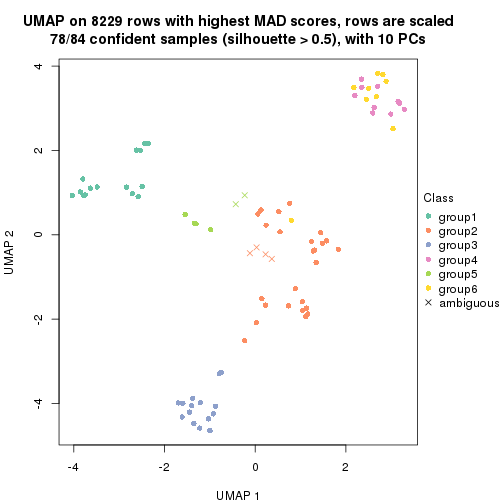 UMAP on 8229 rows with highest MAD scores, rows are scaled
78/84 confident samples (silhouette > 0.5), with 10 PCs
4
2
0
-2
-4
UMAP 2
-4
-2
0
2
UMAP 1
Class
group1
group2
group3
group4
group5
group6
ambiguous